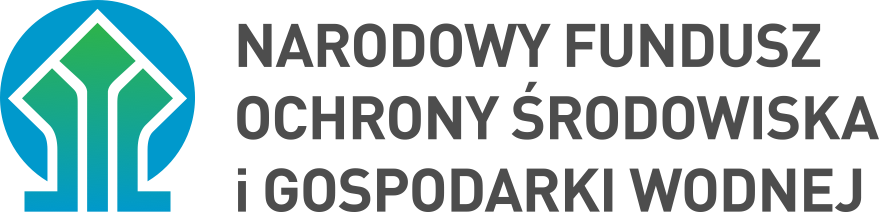 NARODOWY FUNDUSZ
OCHRONY ŚRODOWISKA
i GOSPODARKI WODNEJ